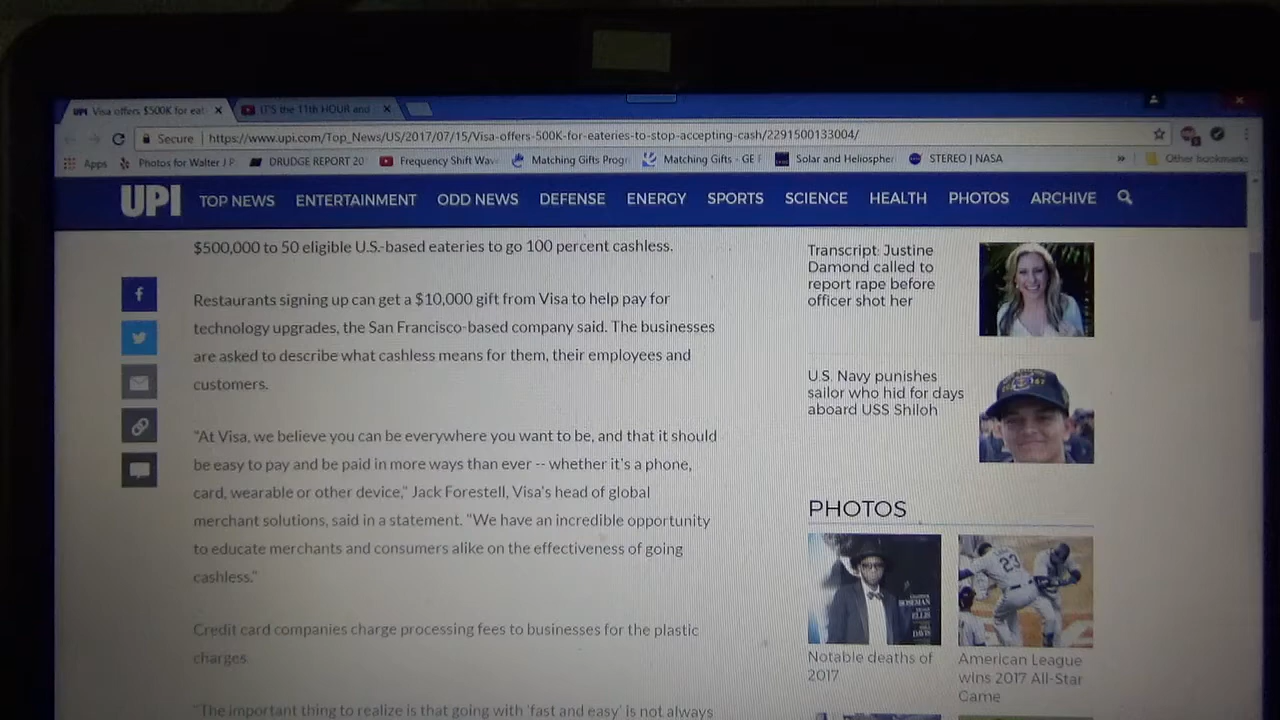 UPI Visa offers $500K for eat
IT'S the 11th HOUR and
Secure
https://www.upi.com/Top_News/US/2017/07/15/Visa-offers-500K-for-eateries-to-stop-accepting-cash/2291500133004/
Apps
Photos for Walter J P
DRUDGE REPORT 20
Frequency Shift Wav
Matching Gifts Progr
Matching Gifts - GE F
Solar and Heliospher
STEREO | NASA
»
Other bookmarks
UPI
TOP NEWS
ENTERTAINMENT
ODD NEWS
DEFENSE
ENERGY
SPORTS
SCIENCE
HEALTH
PHOTOS
ARCHIVE
$500,000 to 50 eligible U.S.-based eateries to go 100 percent cashless.
Restaurants signing up can get a $10,000 gift from Visa to help pay for
technology upgrades, the San Francisco-based company said. The businesses
are asked to describe what cashless means for them, their employees and
customers.
"At Visa, we believe you can be everywhere you want to be, and that it should
be easy to pay and be paid in more ways than ever -- whether it's a phone,
card, wearable or other device," Jack Forestell, Visa's head of global
merchant solutions, said in a statement. "We have an incredible opportunity
to educate merchants and consumers alike on the effectiveness of going
cashless."
Credit card companies charge processing fees to businesses for the plastic
charges.
"The important thing to realize is that going with 'fast and easy' is not always
Transcript: Justine
Damond called to
report rape before
officer shot her
U.S. Navy punishes
sailor who hid for days
aboard USS Shiloh
PHOTOS
BOSEMAN
ELLIS
DAVIS
23
Notable deaths of
2017
American League
wins 2017 All-Star
Game